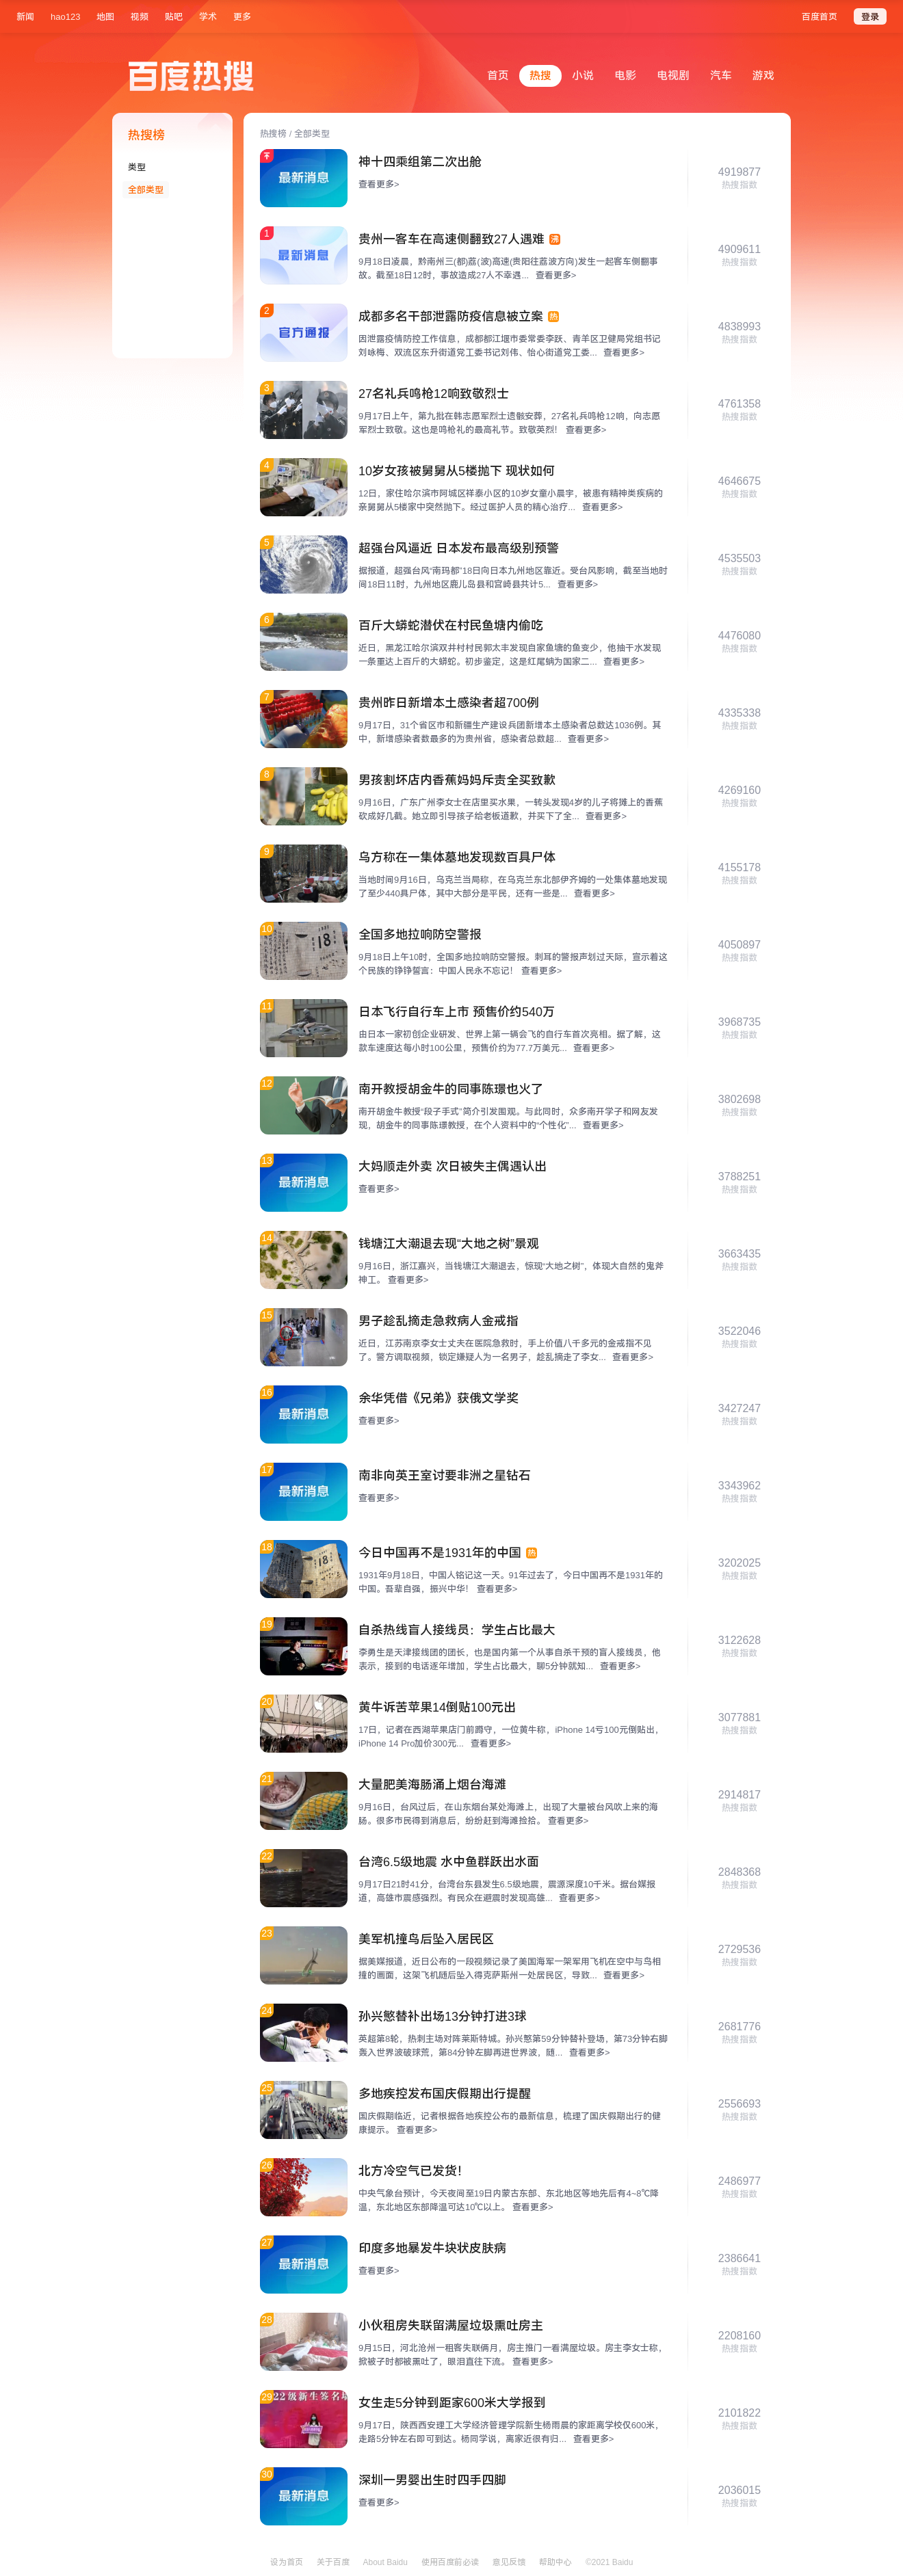 新闻 hao123 地图 视频 贴吧 学术 更多 百度首页 登录
百度热搜
首页 热搜 小说 电影 电视剧 汽车 游戏
热搜榜
类型
全部类型
热搜榜 / 全部类型
最新消息
神十四乘组第二次出舱
查看更多>
4919877
热搜指数
1
最新消息
贵州一客车在高速侧翻致27人遇难 沸
9月18日凌晨，黔南州三(都)荔(波)高速(贵阳往荔波方向)发生一起客车侧翻事
故。截至18日12时，事故造成27人不幸遇... 查看更多>
4909611
热搜指数
2
官方通报
成都多名干部泄露防疫信息被立案 热
因泄露疫情防控工作信息，成都都江堰市委常委李跃、青羊区卫健局党组书记
刘咏梅、双流区东升街道党工委书记刘伟、怡心街道党工委... 查看更多>
4838993
热搜指数
3
27名礼兵鸣枪12响致敬烈士
9月17日上午，第九批在韩志愿军烈士遗骸安葬，27名礼兵鸣枪12响，向志愿
军烈士致敬。这也是鸣枪礼的最高礼节。致敬英烈！ 查看更多>
4761358
热搜指数
4
10岁女孩被舅舅从5楼抛下 现状如何
12日，家住哈尔滨市阿城区祥泰小区的10岁女童小晨宇，被患有精神类疾病的
亲舅舅从5楼家中突然抛下。经过医护人员的精心治疗... 查看更多>
4646675
热搜指数
5
超强台风逼近 日本发布最高级别预警
据报道，超强台风“南玛都”18日向日本九州地区靠近。受台风影响，截至当地时
间18日11时，九州地区鹿儿岛县和宫崎县共计5... 查看更多>
4535503
热搜指数
6
百斤大蟒蛇潜伏在村民鱼塘内偷吃
近日，黑龙江哈尔滨双井村村民郭太丰发现自家鱼塘的鱼变少，他抽干水发现
一条重达上百斤的大蟒蛇。初步鉴定，这是红尾蚺为国家二... 查看更多>
4476080
热搜指数
7
贵州昨日新增本土感染者超700例
9月17日，31个省区市和新疆生产建设兵团新增本土感染者总数达1036例。其
中，新增感染者数最多的为贵州省，感染者总数超... 查看更多>
4335338
热搜指数
8
男孩割坏店内香蕉妈妈斥责全买致歉
9月16日，广东广州李女士在店里买水果，一转头发现4岁的儿子将摊上的香蕉
砍成好几截。她立即引导孩子给老板道歉，并买下了全... 查看更多>
4269160
热搜指数
9
乌方称在一集体墓地发现数百具尸体
当地时间9月16日，乌克兰当局称，在乌克兰东北部伊齐姆的一处集体墓地发现
了至少440具尸体，其中大部分是平民，还有一些是... 查看更多>
4155178
热搜指数
10
全国多地拉响防空警报
9月18日上午10时，全国多地拉响防空警报。刺耳的警报声划过天际，宣示着这
个民族的铮铮誓言：中国人民永不忘记！ 查看更多>
4050897
热搜指数
11
日本飞行自行车上市 预售价约540万
由日本一家初创企业研发、世界上第一辆会飞的自行车首次亮相。据了解，这
款车速度达每小时100公里，预售价约为77.7万美元... 查看更多>
3968735
热搜指数
12
南开教授胡金牛的同事陈璟也火了
南开胡金牛教授“段子手式”简介引发围观。与此同时，众多南开学子和网友发
现，胡金牛的同事陈璟教授，在个人资料中的“个性化”... 查看更多>
3802698
热搜指数
13
最新消息
大妈顺走外卖 次日被失主偶遇认出
查看更多>
3788251
热搜指数
14
钱塘江大潮退去现“大地之树”景观
9月16日，浙江嘉兴，当钱塘江大潮退去，惊现“大地之树”，体现大自然的鬼斧
神工。 查看更多>
3663435
热搜指数
15
男子趁乱摘走急救病人金戒指
近日，江苏南京李女士丈夫在医院急救时，手上价值八千多元的金戒指不见
了。警方调取视频，锁定嫌疑人为一名男子，趁乱摘走了李女... 查看更多>
3522046
热搜指数
16
最新消息
余华凭借《兄弟》获俄文学奖
查看更多>
3427247
热搜指数
17
最新消息
南非向英王室讨要非洲之星钻石
查看更多>
3343962
热搜指数
18
今日中国再不是1931年的中国 热
1931年9月18日，中国人铭记这一天。91年过去了，今日中国再不是1931年的
中国。吾辈自强，振兴中华！ 查看更多>
3202025
热搜指数
19
自杀热线盲人接线员：学生占比最大
李勇生是天津接线团的团长，也是国内第一个从事自杀干预的盲人接线员，他
表示，接到的电话逐年增加，学生占比最大，聊5分钟就知... 查看更多>
3122628
热搜指数
20
黄牛诉苦苹果14倒贴100元出
17日，记者在西湖苹果店门前蹲守，一位黄牛称，iPhone 14亏100元倒贴出，
iPhone 14 Pro加价300元... 查看更多>
3077881
热搜指数
21
大量肥美海肠涌上烟台海滩
9月16日，台风过后，在山东烟台某处海滩上，出现了大量被台风吹上来的海
肠。很多市民得到消息后，纷纷赶到海滩捡拾。 查看更多>
2914817
热搜指数
22
台湾6.5级地震 水中鱼群跃出水面
9月17日21时41分，台湾台东县发生6.5级地震，震源深度10千米。据台媒报
道，高雄市震感强烈。有民众在避震时发现高雄... 查看更多>
2848368
热搜指数
23
美军机撞鸟后坠入居民区
据美媒报道，近日公布的一段视频记录了美国海军一架军用飞机在空中与鸟相
撞的画面，这架飞机随后坠入得克萨斯州一处居民区，导致... 查看更多>
2729536
热搜指数
24
孙兴慜替补出场13分钟打进3球
英超第8轮，热刺主场对阵莱斯特城。孙兴慜第59分钟替补登场，第73分钟右脚
轰入世界波破球荒，第84分钟左脚再进世界波，随... 查看更多>
2681776
热搜指数
25
多地疾控发布国庆假期出行提醒
国庆假期临近，记者根据各地疾控公布的最新信息，梳理了国庆假期出行的健
康提示。 查看更多>
2556693
热搜指数
26
北方冷空气已发货！
中央气象台预计，今天夜间至19日内蒙古东部、东北地区等地先后有4~8℃降
温，东北地区东部降温可达10℃以上。 查看更多>
2486977
热搜指数
27
最新消息
印度多地暴发牛块状皮肤病
查看更多>
2386641
热搜指数
28
小伙租房失联留满屋垃圾熏吐房主
9月15日，河北沧州一租客失联俩月，房主推门一看满屋垃圾。房主李女士称，
掀被子时都被熏吐了，眼泪直往下流。 查看更多>
2208160
热搜指数
29
22级新生签名墙
女生走5分钟到距家600米大学报到
9月17日，陕西西安理工大学经济管理学院新生杨雨晨的家距离学校仅600米，
走路5分钟左右即可到达。杨同学说，离家近很有归... 查看更多>
2101822
热搜指数
30
最新消息
深圳一男婴出生时四手四脚
查看更多>
2036015
热搜指数
设为首页 关于百度 About Baidu 使用百度前必读 意见反馈 帮助中心 ©2021 Baidu